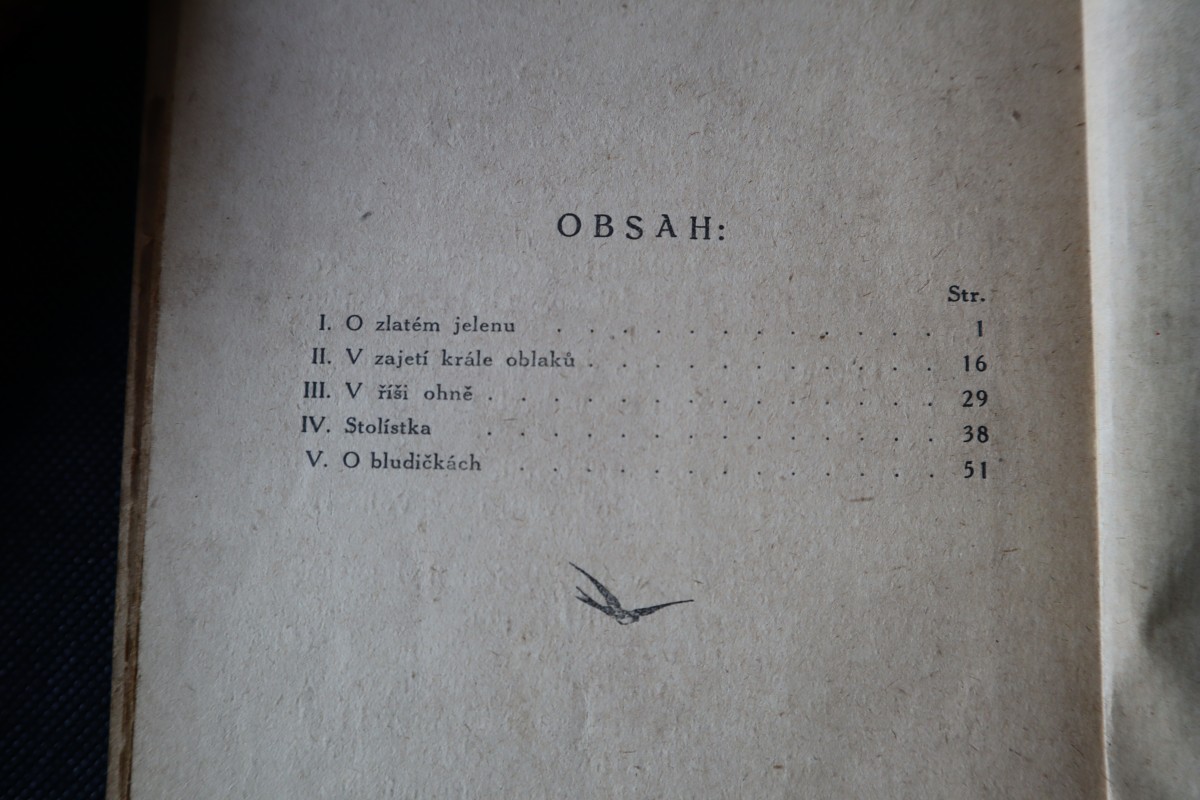 OBSAH:
Str.
I. O zlatém jelenu . . . . . . . . . . . . 1
II. V zajetí krále oblaků . . . . . . . . . . . 16
III. V říši ohně . . . . . . . . . . . . . . 29
IV. Stolístka . . . . . . . . . . . . . . 38
V. O bludičkách . . . . . . . . . . . . . 51